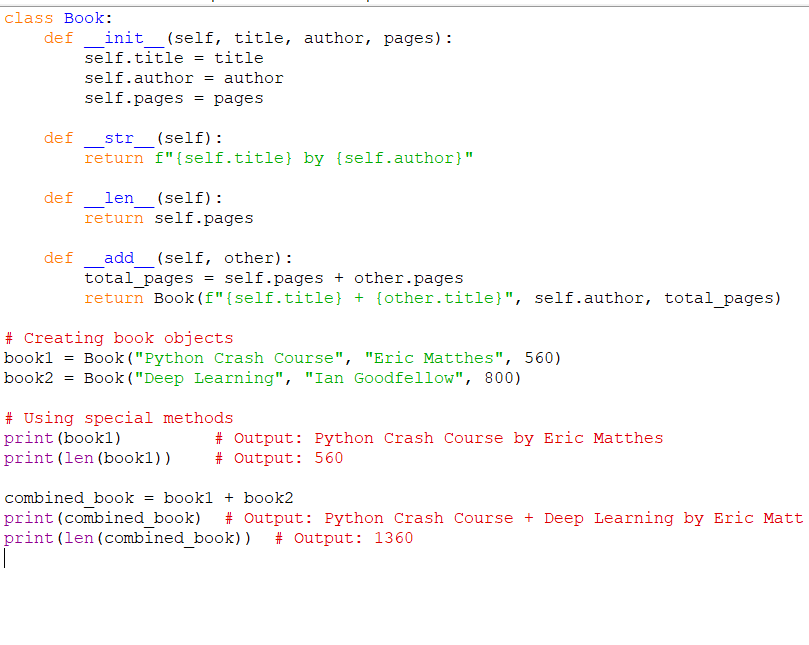 class Book:
    def __init__(self, title, author, pages):
        self.title = title
        self.author = author
        self.pages = pages

    def __str__(self):
        return f"{self.title} by {self.author}"

    def __len__(self):
        return self.pages

    def __add__(self, other):
        total_pages = self.pages + other.pages
        return Book(f"{self.title} + {other.title}", self.author, total_pages)

# Creating book objects
book1 = Book("Python Crash Course", "Eric Matthes", 560)
book2 = Book("Deep Learning", "Ian Goodfellow", 800)

# Using special methods
print(book1)         # Output: Python Crash Course by Eric Matthes
print(len(book1))    # Output: 560

combined_book = book1 + book2
print(combined_book)  # Output: Python Crash Course + Deep Learning by Eric Matt
print(len(combined_book))  # Output: 1360